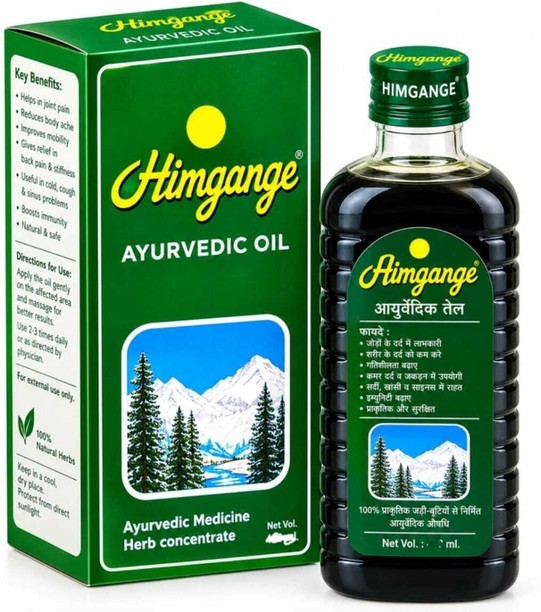 Himgange
AYURVEDIC OIL
Key Benefits:
• Helps in joint pain
• Reduces body ache
• Improves mobility
• Gives relief in
back pain & stiffness
• Useful in cold, cough
& sinus problems
• Boosts immunity
• Natural & safe
Directions for Use:
Apply the oil gently
on the affected area
and massage for
better results.
Use 2-3 times daily
or as directed by
physician.
For external use only.
100%
Natural Herbs
Keep in a cool,
dry place.
Protect from direct
sunlight.
Himgange®
AYURVEDIC OIL
Ayurvedic Medicine
Herb concentrate
Net Vol.
Himgange
HIMGANGE®
Himgange®
आयुर्वेदिक तेल
फायदे :
• जोड़ों के दर्द में लाभकारी
• शरीर के दर्द को कम करे
• गतिशीलता बढ़ाए
• कमर दर्द व जकड़न में उपयोगी
• सर्दी, खांसी व साइनस में राहत
• इम्युनिटी बढ़ाए
• प्राकृतिक और सुरक्षित
100% प्राकृतिक जड़ी-बूटियों से निर्मित
आयुर्वेदिक औषधि
Net Vol. : ml.